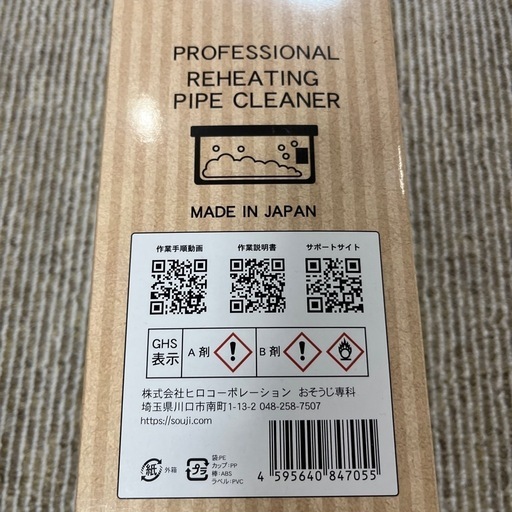 PROFESSIONAL
REHEATING
PIPE CLEANER
MADE IN JAPAN
作業手順動画 作業説明書 サポートサイト
GHS
表示
A剤 B剤
株式会社ヒロコーポレーション おそうじ専科
埼玉県川口市南町1-13-2 048-258-7507
https://souji.com
紙 外箱
プラ
袋:PE
カップ:PP
棒:ABS
ラベル:PVC
4 595640 847055